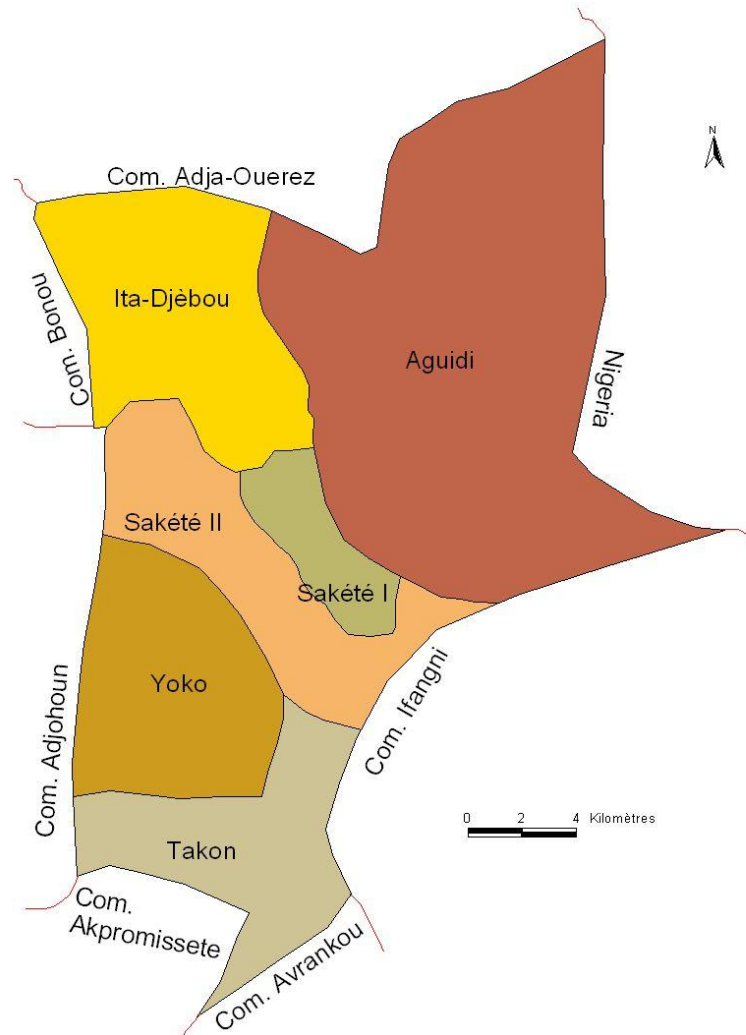 N
Com. Adja-Ouerez
Com. Bonou
Ita-Djèbou
Aguidi
Nigeria
Sakété II
Sakété I
Yoko
Com. Ifangni
Com. Adjohoun
0 2 4 Kilomètres
Takon
Com.
Akpromissete
Com. Avrankou